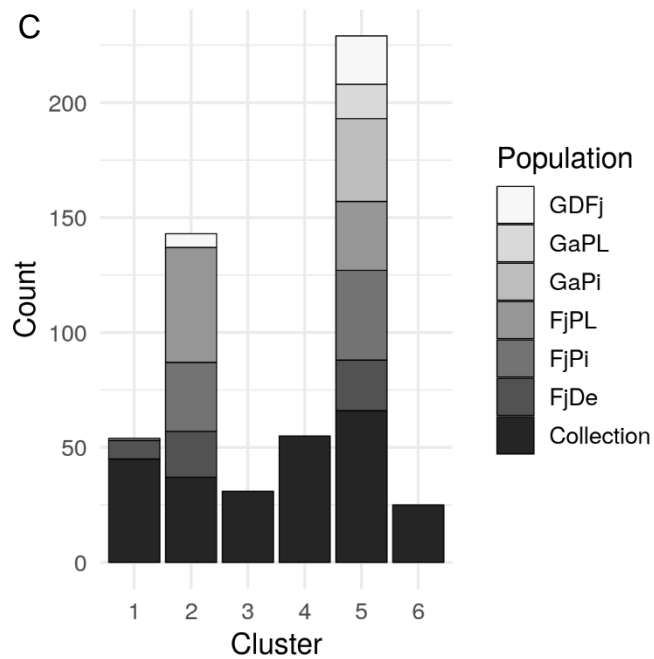 C
Count
200
150
100
50
0
1 2 3 4 5 6
Cluster
Population
GDFj
GaPL
GaPi
FjPL
FjPi
FjDe
Collection